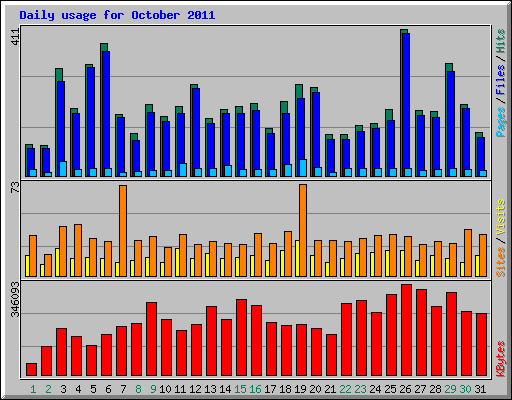 Daily usage for October 2011
411
Pages / Files / Hits
73
Sites / Visits
346093
KBytes
1 2 3 4 5 6 7 8 9 10 11 12 13 14 15 16 17 18 19 20 21 22 23 24 25 26 27 28 29 30 31